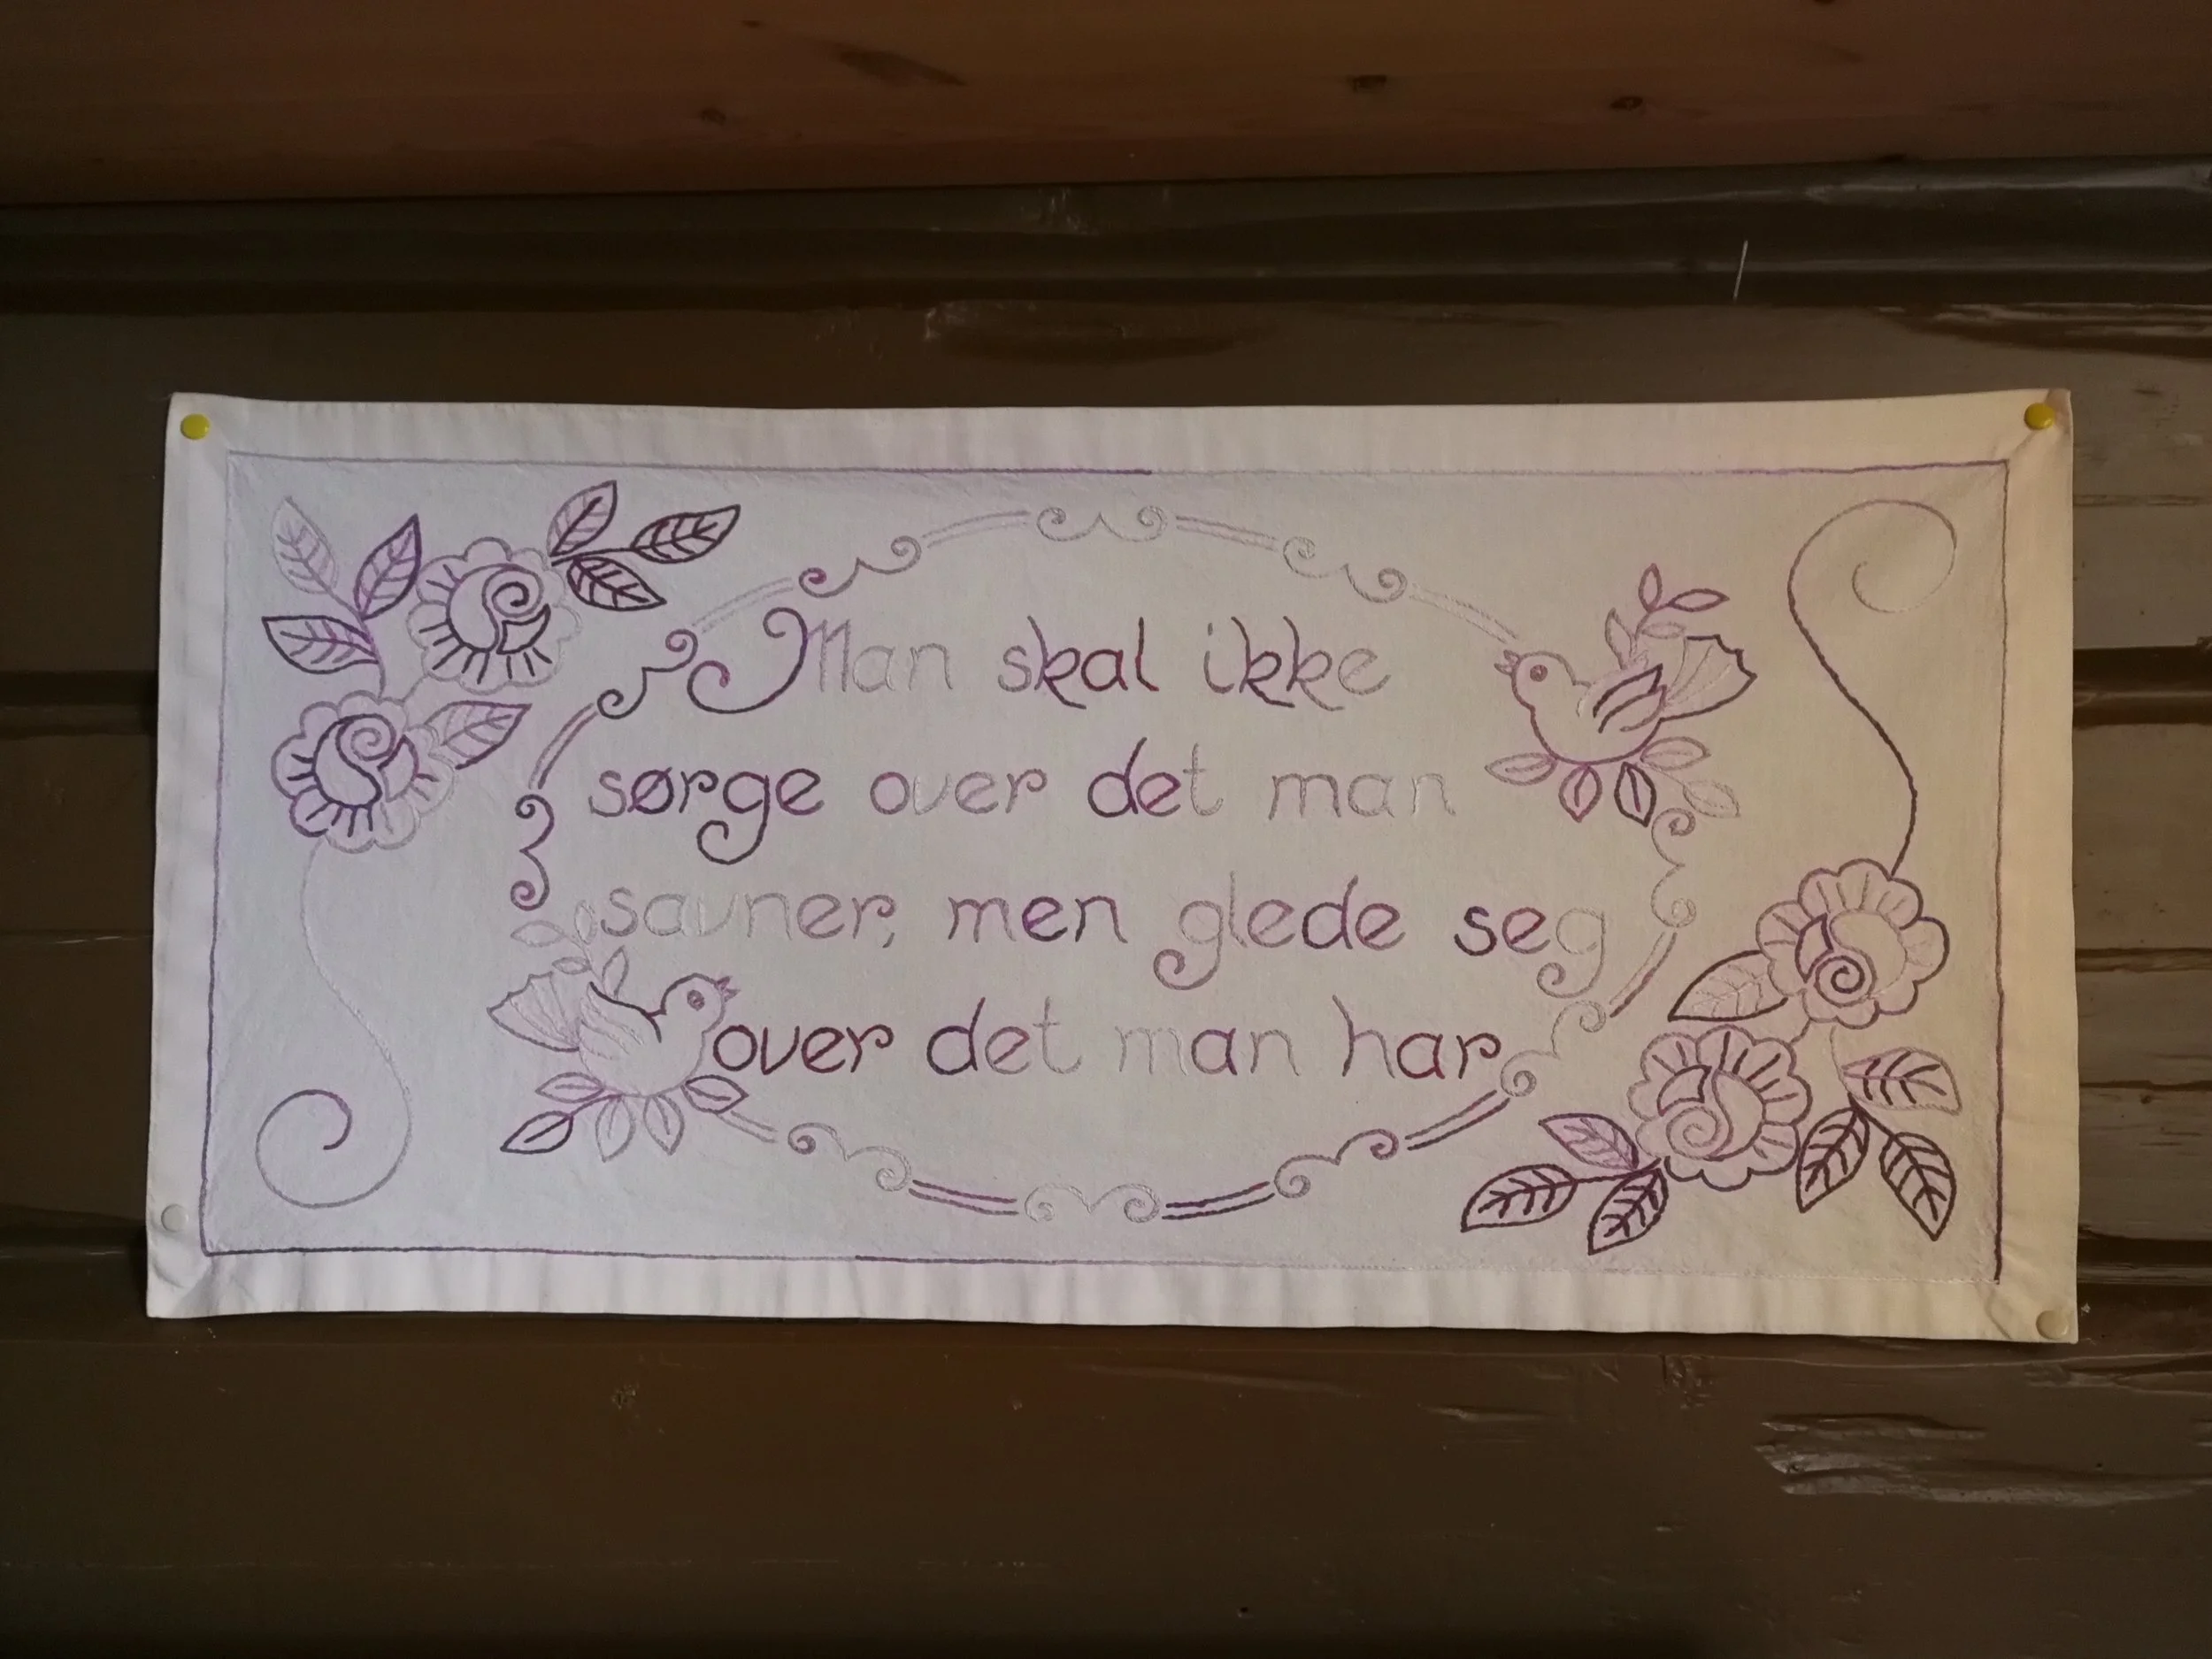 Man skal ikke
sørge over det man
savner, men glede seg
over det man har